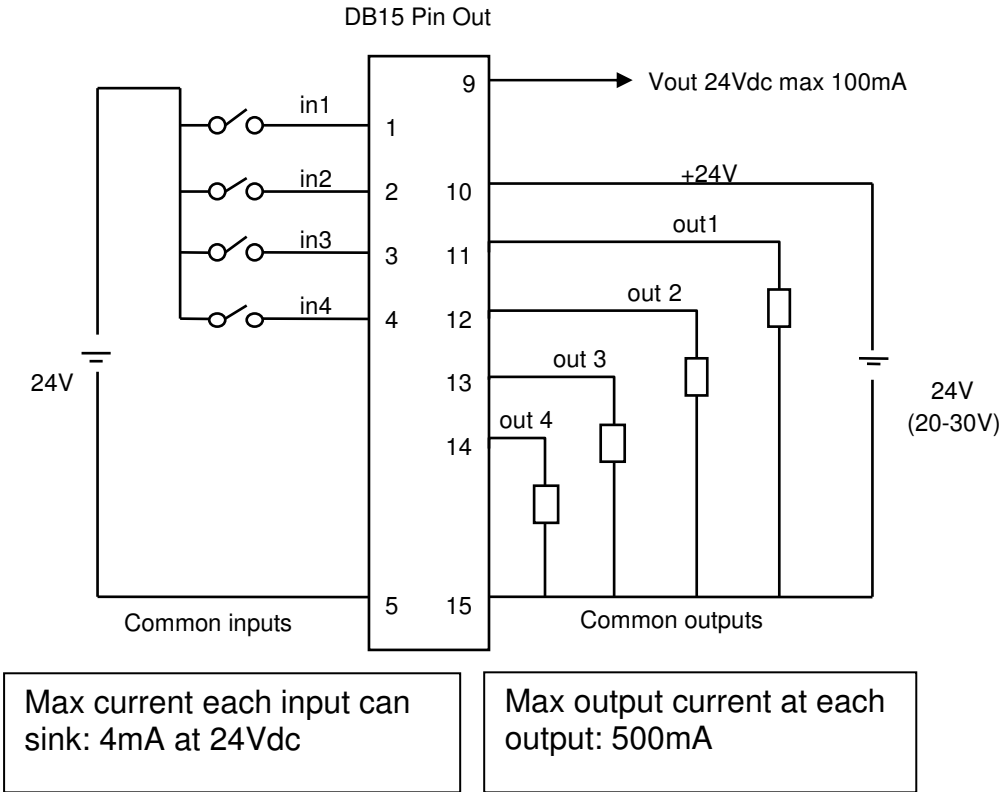 DB15 Pin Out
9
Vout 24Vdc max 100mA
in1
1
in2
2
10
+24V
out1
in3
3
11
in4
4
12
out 2
13
out 3
14
out 4
24V
24V
(20-30V)
5
15
Common inputs
Common outputs
Max current each input can
sink: 4mA at 24Vdc
Max output current at each
output: 500mA